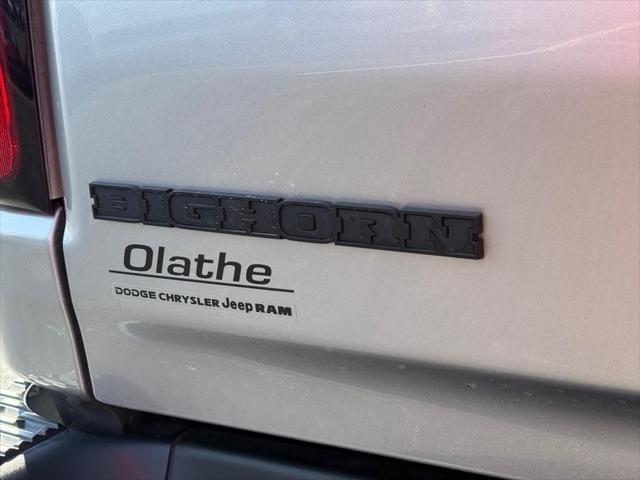 BIGHORN
Olathe
DODGE CHRYSLER Jeep RAM